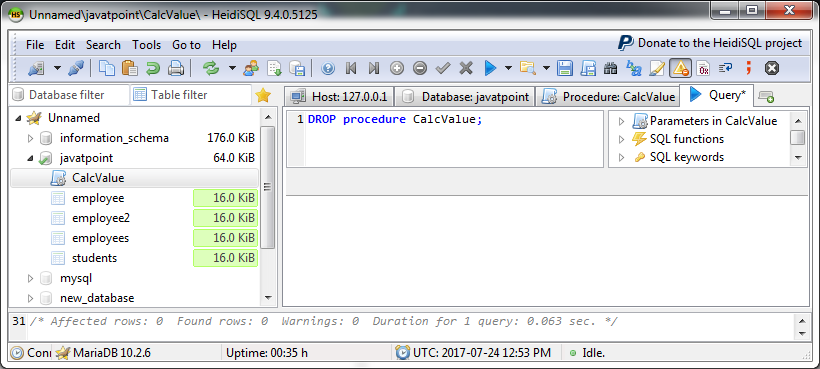 Unnamed\javatpoint\CalcValue\ - HeidiSQL 9.4.0.5125
File Edit Search Tools Go to Help Donate to the HeidiSQL project
Database filter Table filter Host: 127.0.0.1 Database: javatpoint Procedure: CalcValue Query*
Unnamed
information_schema 176.0 KiB
javatpoint 64.0 KiB
CalcValue
employee 16.0 KiB
employee2 16.0 KiB
employees 16.0 KiB
students 16.0 KiB
mysql
new_database
1 DROP procedure CalcValue;
Parameters in CalcValue
SQL functions
SQL keywords
31 /* Affected rows: 0 Found rows: 0 Warnings: 0 Duration for 1 query: 0.063 sec. */
Conn MariaDB 10.2.6 Uptime: 00:35 h UTC: 2017-07-24 12:53 PM Idle.